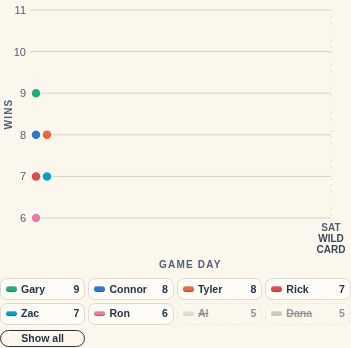 11
10
9
8
7
6
WINS
SAT
WILD
CARD
GAME DAY
Gary 9 Connor 8 Tyler 8 Rick 7
Zac 7 Ron 6 Al 5 Dana 5
Show all